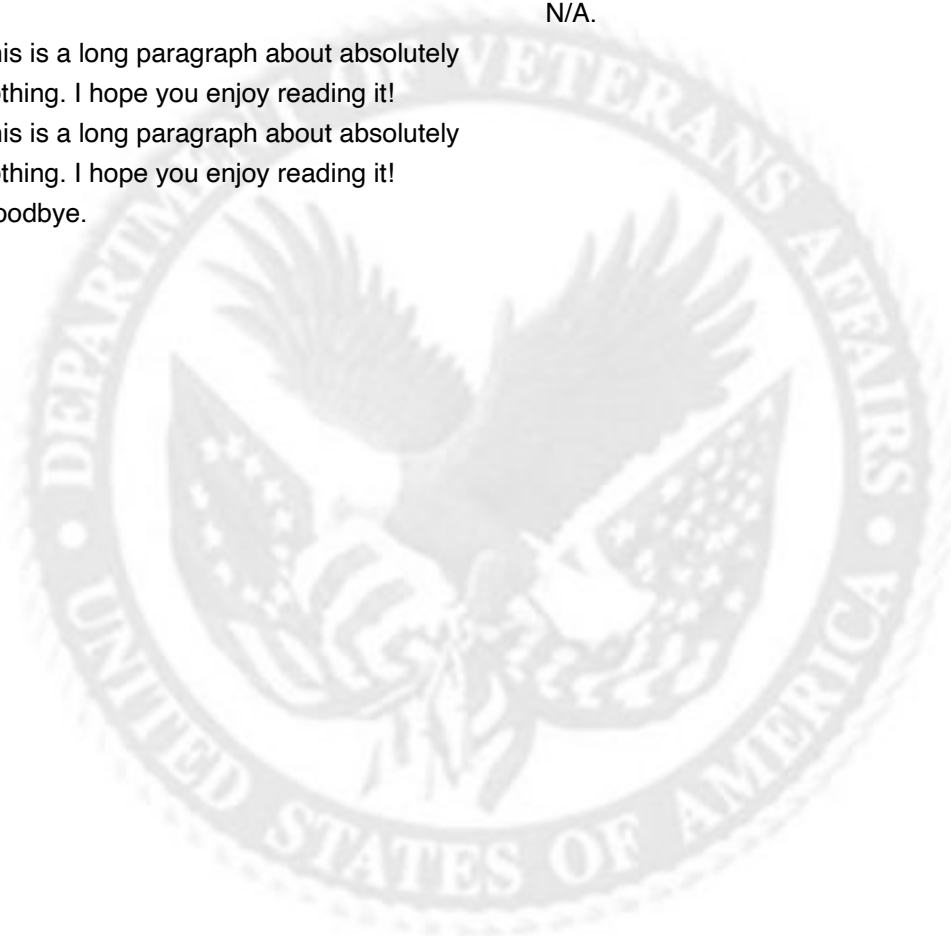 N/A.
his is a long paragraph about absolutely
thing. I hope you enjoy reading it!
his is a long paragraph about absolutely
thing. I hope you enjoy reading it!
oodbye.
DEPARTMENT OF VETERANS AFFAIRS
UNITED STATES OF AMERICA